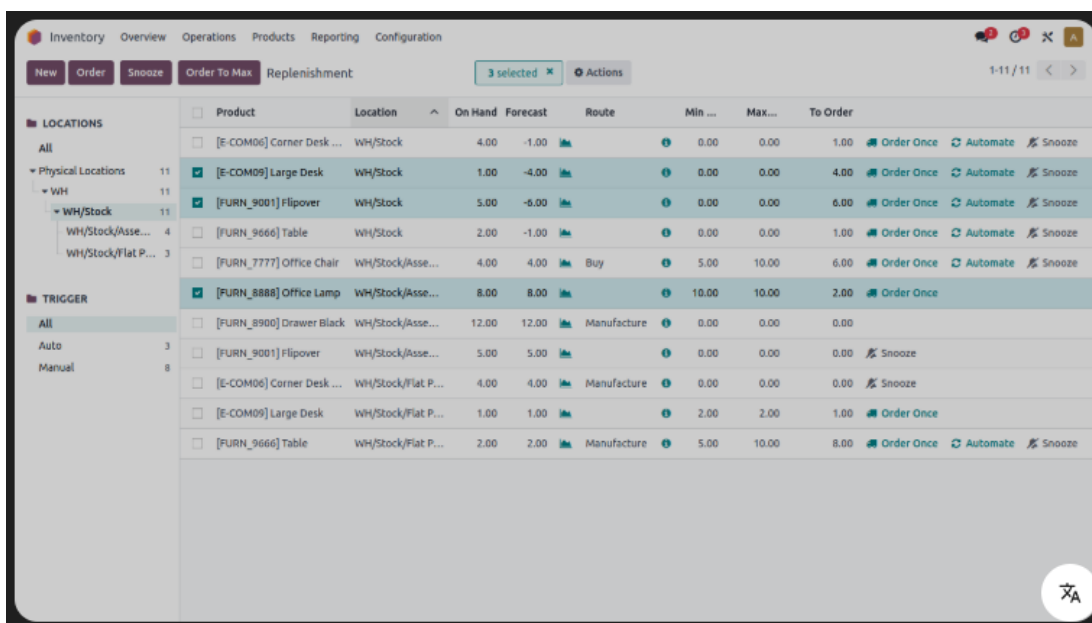 Inventory Overview Operations Products Reporting Configuration A
New Order Snooze Order To Max Replenishment 3 selected × Actions 1-11 / 11
LOCATIONS
All
Physical Locations 11
WH 11
WH/Stock 11
WH/Stock/Asse... 4
WH/Stock/Flat P... 3
TRIGGER
All
Auto 3
Manual 8
Product Location On Hand Forecast Route Min ... Max... To Order
[E-COM06] Corner Desk ... WH/Stock 4.00 -1.00 0.00 0.00 1.00 Order Once Automate Snooze
[E-COM09] Large Desk WH/Stock 1.00 -4.00 0.00 0.00 4.00 Order Once Automate Snooze
[FURN_9001] Flipover WH/Stock 5.00 -6.00 0.00 0.00 6.00 Order Once Automate Snooze
[FURN_9666] Table WH/Stock 2.00 -1.00 0.00 0.00 1.00 Order Once Automate Snooze
[FURN_7777] Office Chair WH/Stock/Asse... 4.00 4.00 Buy 5.00 10.00 6.00 Order Once Automate Snooze
[FURN_8888] Office Lamp WH/Stock/Asse... 8.00 8.00 10.00 10.00 2.00 Order Once
[FURN_8900] Drawer Black WH/Stock/Asse... 12.00 12.00 Manufacture 0.00 0.00 0.00
[FURN_9001] Flipover WH/Stock/Asse... 5.00 5.00 0.00 0.00 0.00 Snooze
[E-COM06] Corner Desk ... WH/Stock/Flat P... 4.00 4.00 Manufacture 0.00 0.00 0.00 Snooze
[E-COM09] Large Desk WH/Stock/Flat P... 1.00 1.00 2.00 2.00 1.00 Order Once
[FURN_9666] Table WH/Stock/Flat P... 2.00 2.00 Manufacture 5.00 10.00 8.00 Order Once Automate Snooze